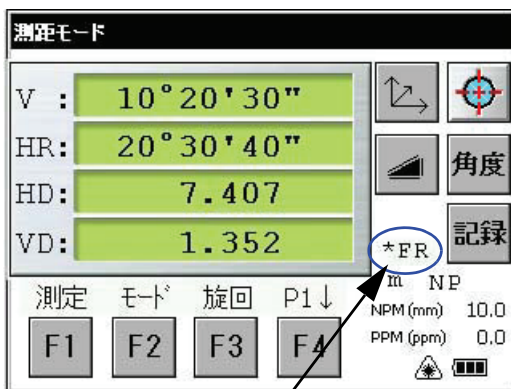 測距モード
V : 10°20'30"
HR: 20°30'40"
HD: 7.407
VD: 1.352
角度
記録
*FR
m NP
NPM (mm) 10.0
PPM (ppm) 0.0
測定 モード 旋回 P1↓
F1 F2 F3 F4